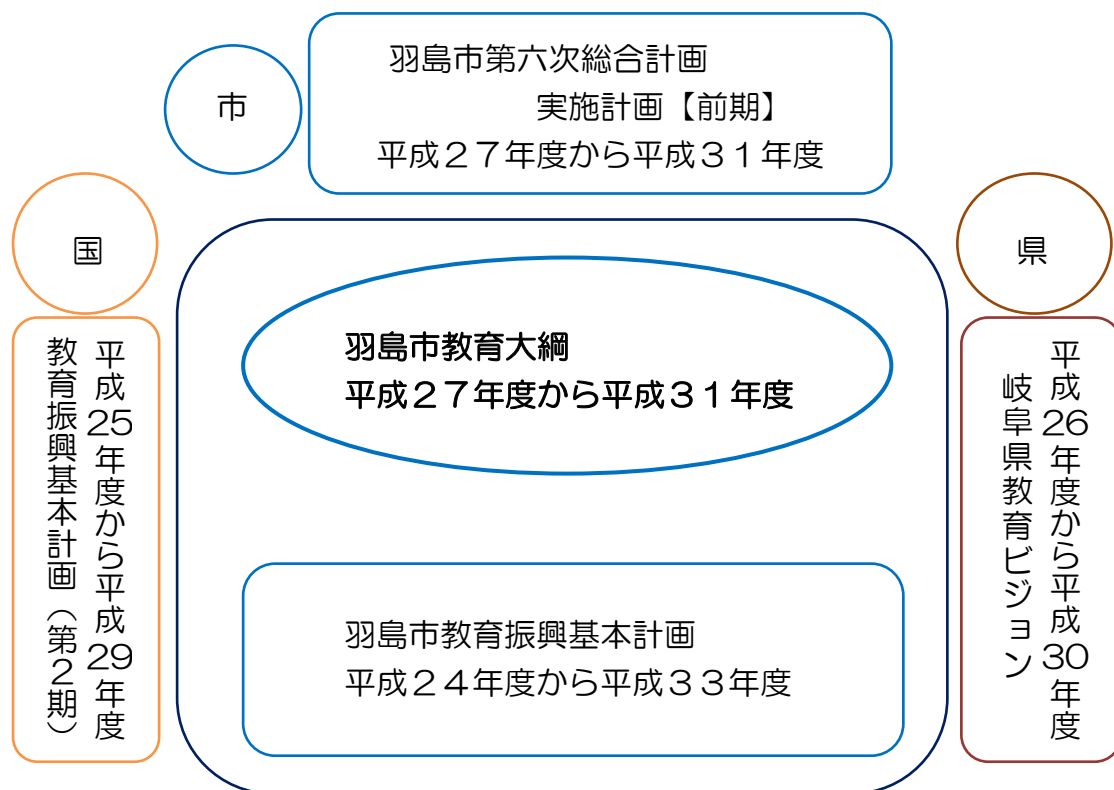 市
羽島市第六次総合計画
実施計画【前期】
平成２７年度から平成３１年度
国
教育振興基本計画（第２期）
平成25年度から平成29年度
羽島市教育大綱
平成２７年度から平成３１年度
羽島市教育振興基本計画
平成２４年度から平成３３年度
県
平成26年度から平成30年度
岐阜県教育ビジョン